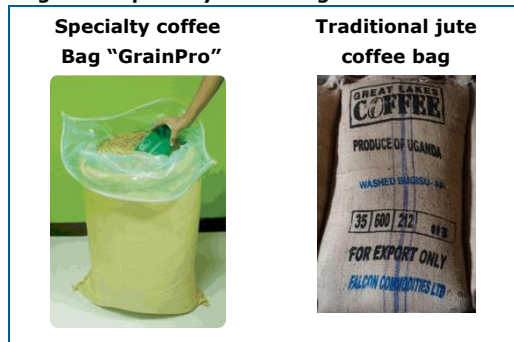 Specialty coffee
Bag “GrainPro”
Traditional jute
coffee bag
GREAT LAKES
COFFEE
PRODUCE OF UGANDA
WASHED BUGISU- AA
35 600 212
FOR EXPORT ONLY
FALCON COMMODITIES LTD